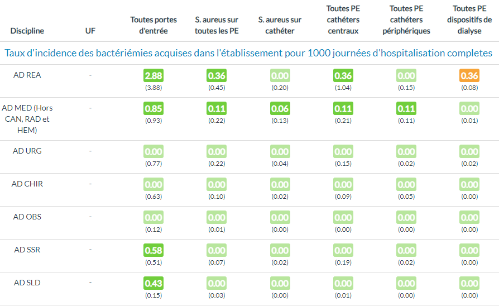 Discipline UF Toutes portes d'entrée S. aureus sur toutes les PE S. aureus sur cathéter Toutes PE cathéters centraux Toutes PE cathéters périphériques Toutes PE dispositifs de dialyse
Taux d'incidence des bactériémies acquises dans l'établissement pour 1000 journées d'hospitalisation completes
AD REA - 2.88 0.36 0.00 0.36 0.00 0.36
(3.88) (0.45) (0.20) (1.04) (0.15) (0.08)
AD MED (Hors CAN, RAD et HEM) - 0.85 0.11 0.06 0.11 0.11 0.00
(0.93) (0.22) (0.13) (0.21) (0.11) (0.01)
AD URG - 0.00 0.00 0.00 0.00 0.00 0.00
(0.77) (0.22) (0.04) (0.15) (0.02) (0.02)
AD CHIR - 0.00 0.00 0.00 0.00 0.00 0.00
(0.63) (0.10) (0.02) (0.09) (0.05) (0.00)
AD OBS - 0.00 0.00 0.00 0.00 0.00 0.00
(0.12) (0.01) (0.00) (0.00) (0.00) (0.00)
AD SSR - 0.58 0.00 0.00 0.00 0.00 0.00
(0.51) (0.07) (0.02) (0.19) (0.02) (0.00)
AD SLD - 0.43 0.00 0.00 0.00 0.00 0.00
(0.15) (0.03) (0.00) (0.01) (0.00) (0.00)